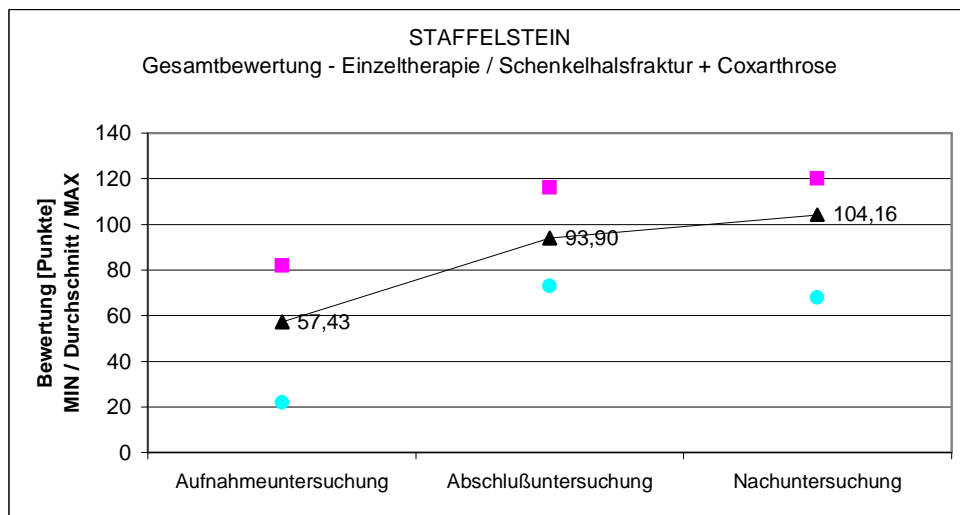 STAFFELSTEIN
Gesamtbewertung - Einzeltherapie / Schenkelhalsfraktur + Coxarthrose
Bewertung [Punkte]
MIN / Durchschnitt / MAX
140
120
100
80
60
40
20
0
57,43
93,90
104,16
Aufnahmeuntersuchung
Abschlußuntersuchung
Nachuntersuchung